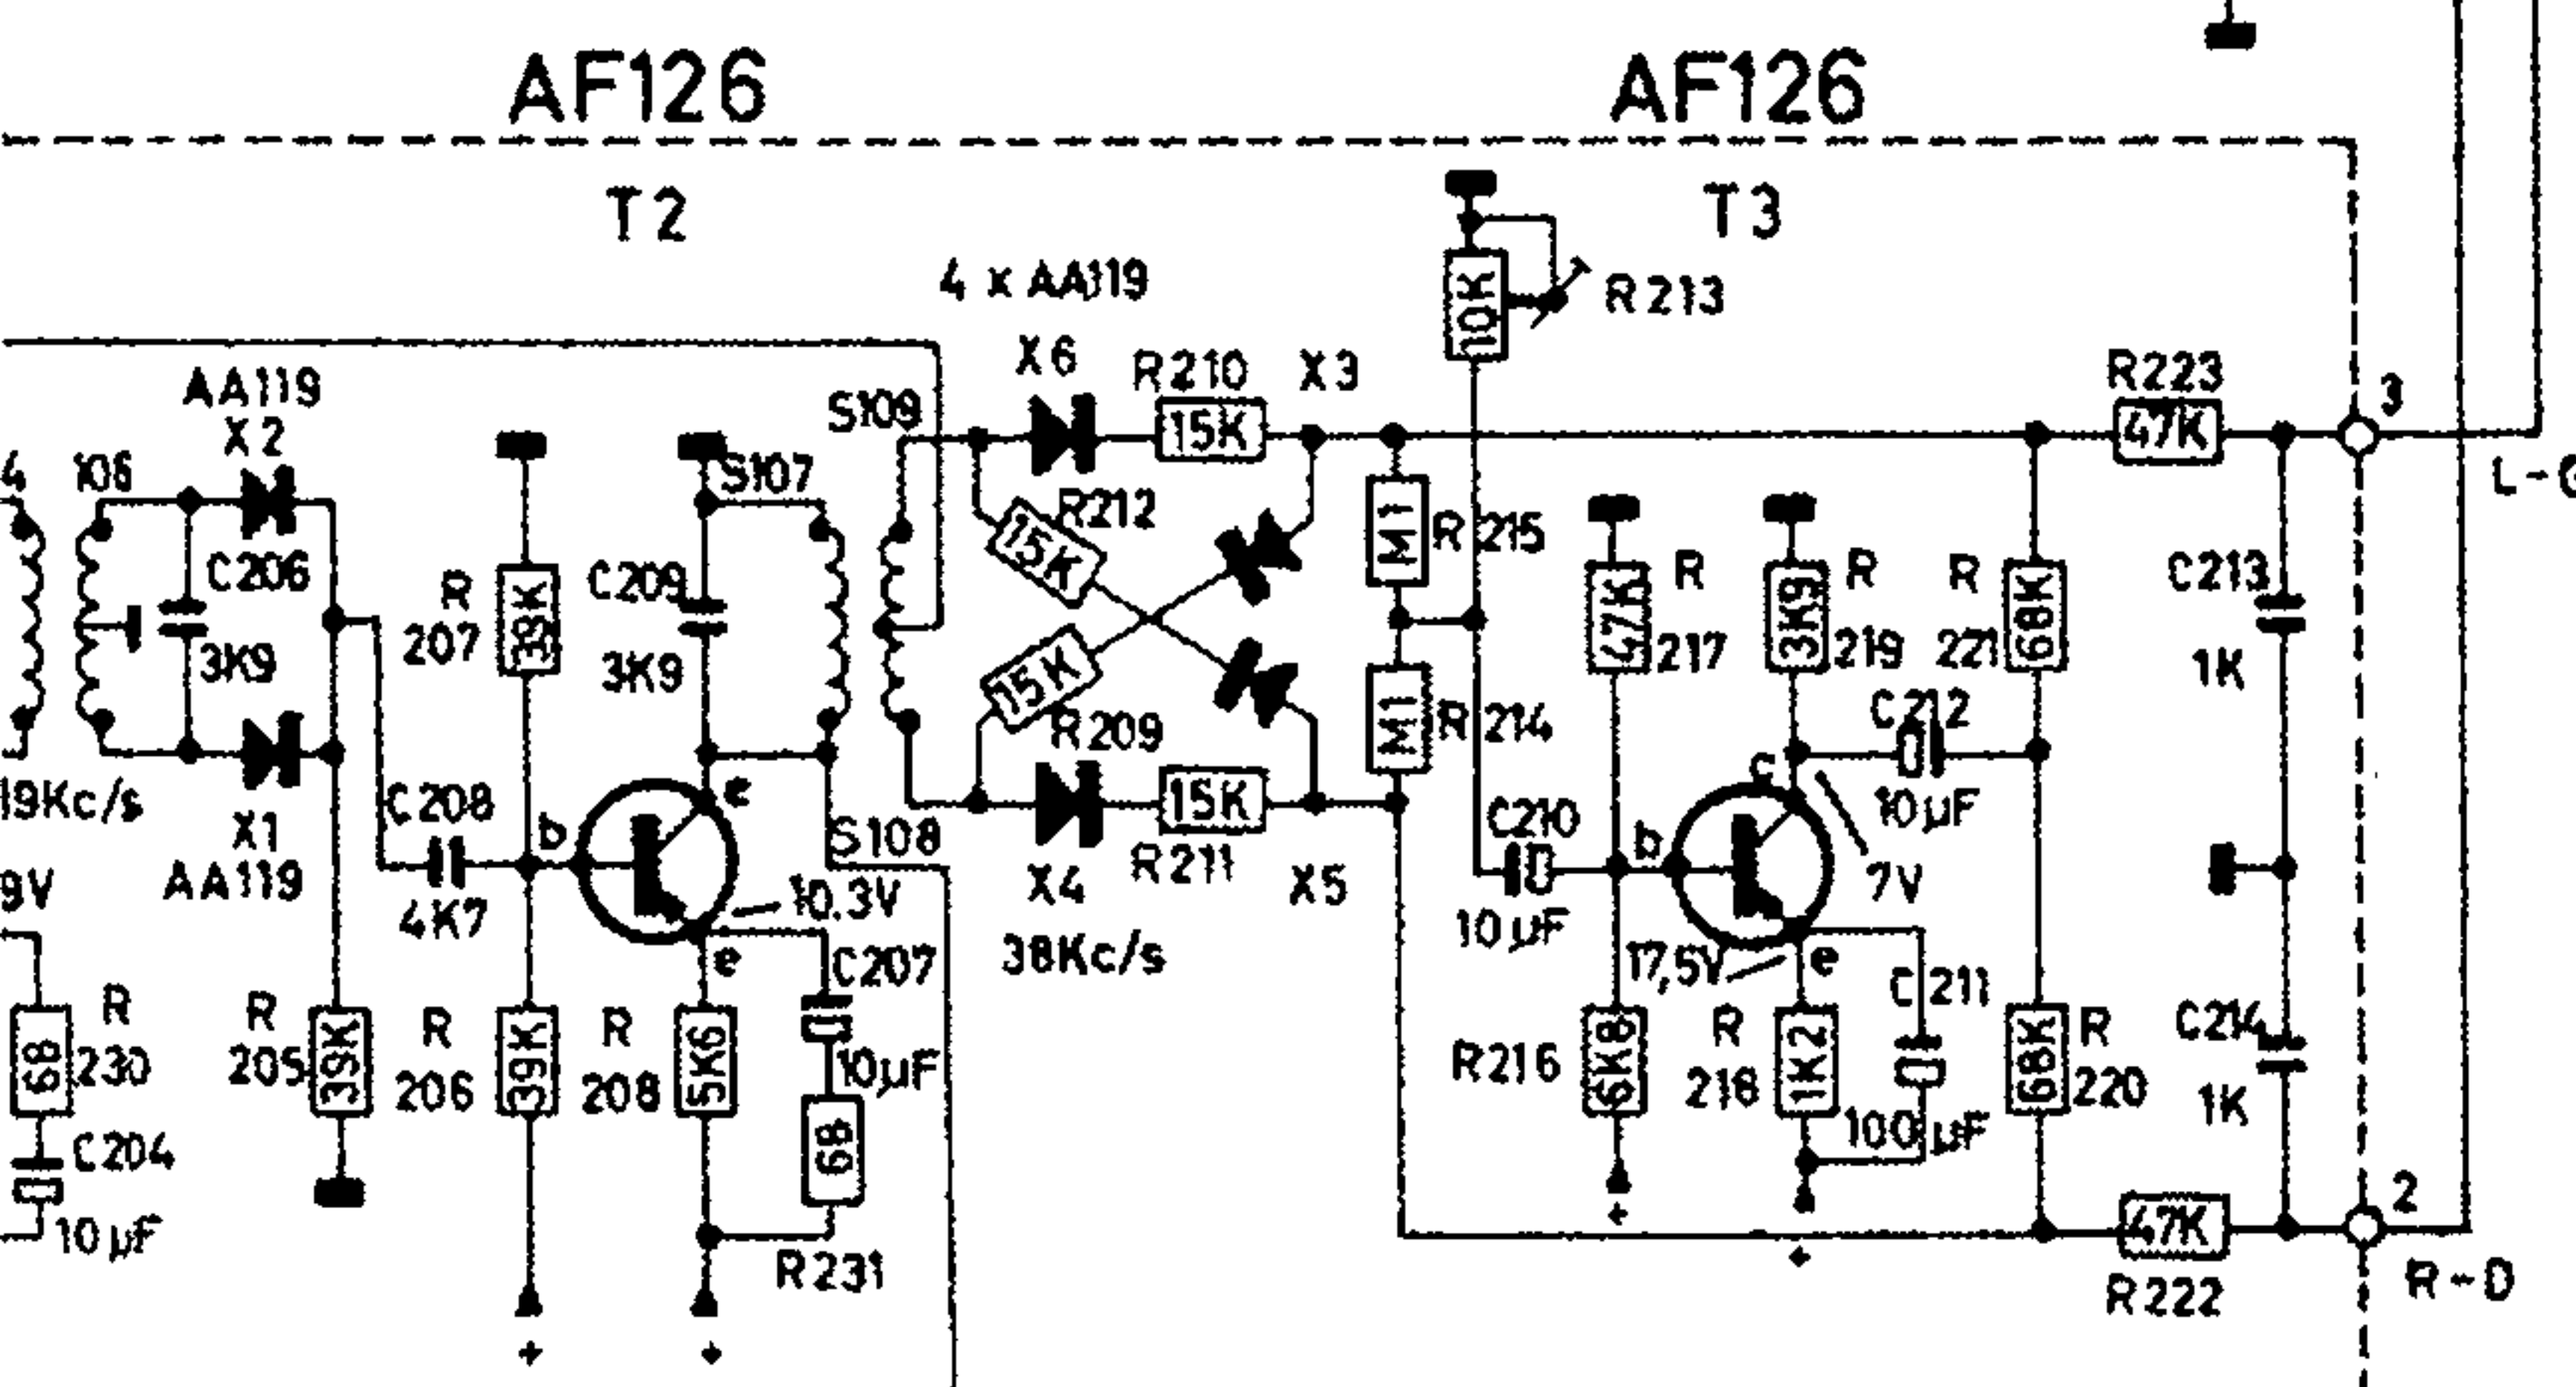 AF126
AF126
T2
T3
4 x AA119
R213
10K
X6
R210
X3
R223
3
AA119
X2
S109
15K
47K
L-G
4
106
S107
R212
R
215
M1
C206
3K9
R
207
39K
C209
3K9
15K
R
217
47K
R
219
3K9
R
221
68K
C213
1K
15K
R209
M1
R
214
C212
10µF
19Kc/s
X1
AA119
C208
4K7
b
c
S108
15K
X4
R211
X5
38Kc/s
C210
10µF
b
c
7V
9V
10.3V
e
C207
10µF
17,5V
e
C211
100µF
R
230
68
R
205
39K
R
206
39K
R
208
5K6
68
R231
R216
6K8
R
218
1K2
68K
R
220
C214
1K
C204
10µF
+
+
+
+
2
47K
R222
R-D